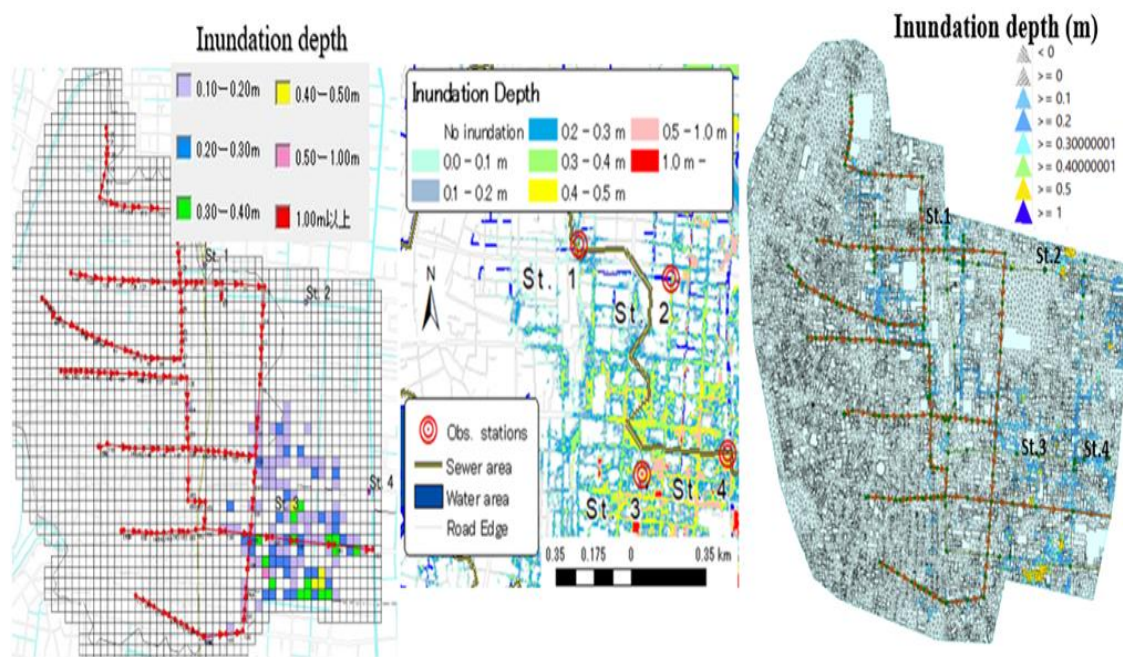 Inundation depth
0.10~0.20m
0.40~0.50m
0.20~0.30m
0.50~1.00m
0.30~0.40m
1.00m以上
St. 1
St. 2
St. 3
St. 4
Inundation Depth
No inundation
0.2 - 0.3 m
0.5 - 1.0 m
0.0 - 0.1 m
0.3 - 0.4 m
1.0 m -
0.1 - 0.2 m
0.4 - 0.5 m
N
St. 1
St. 2
St. 3
St. 4
Obs. stations
Sewer area
Water area
Road Edge
0.35 0.175 0 0.35 km
Inundation depth (m)
< 0
>= 0
>= 0.1
>= 0.2
>= 0.30000001
>= 0.40000001
>= 0.5
>= 1
St.1
St.2
St.3
St.4